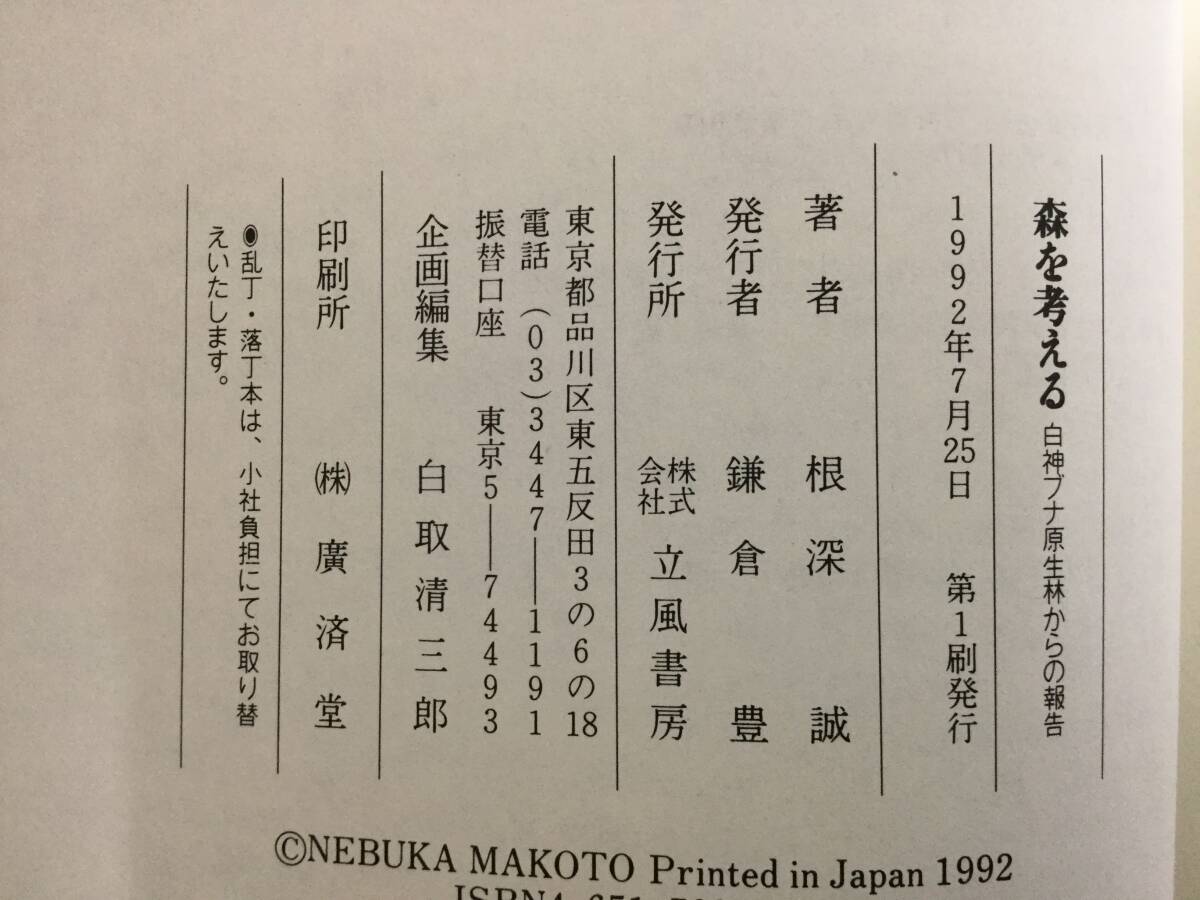 森を考える 白神ブナ原生林からの報告
1992年7月25日 第1刷発行
著者 根深 誠
発行者 鎌倉 豊
発行所 株式会社 立風書房
東京都品川区東五反田3の6の18
電話 (03)3447―1191
振替口座 東京5―74493
企画編集 白取清三郎
印刷所 ㈱廣済堂
◉乱丁・落丁本は、小社負担にてお取り替
えいたします。
©NEBUKA MAKOTO Printed in Japan 1992